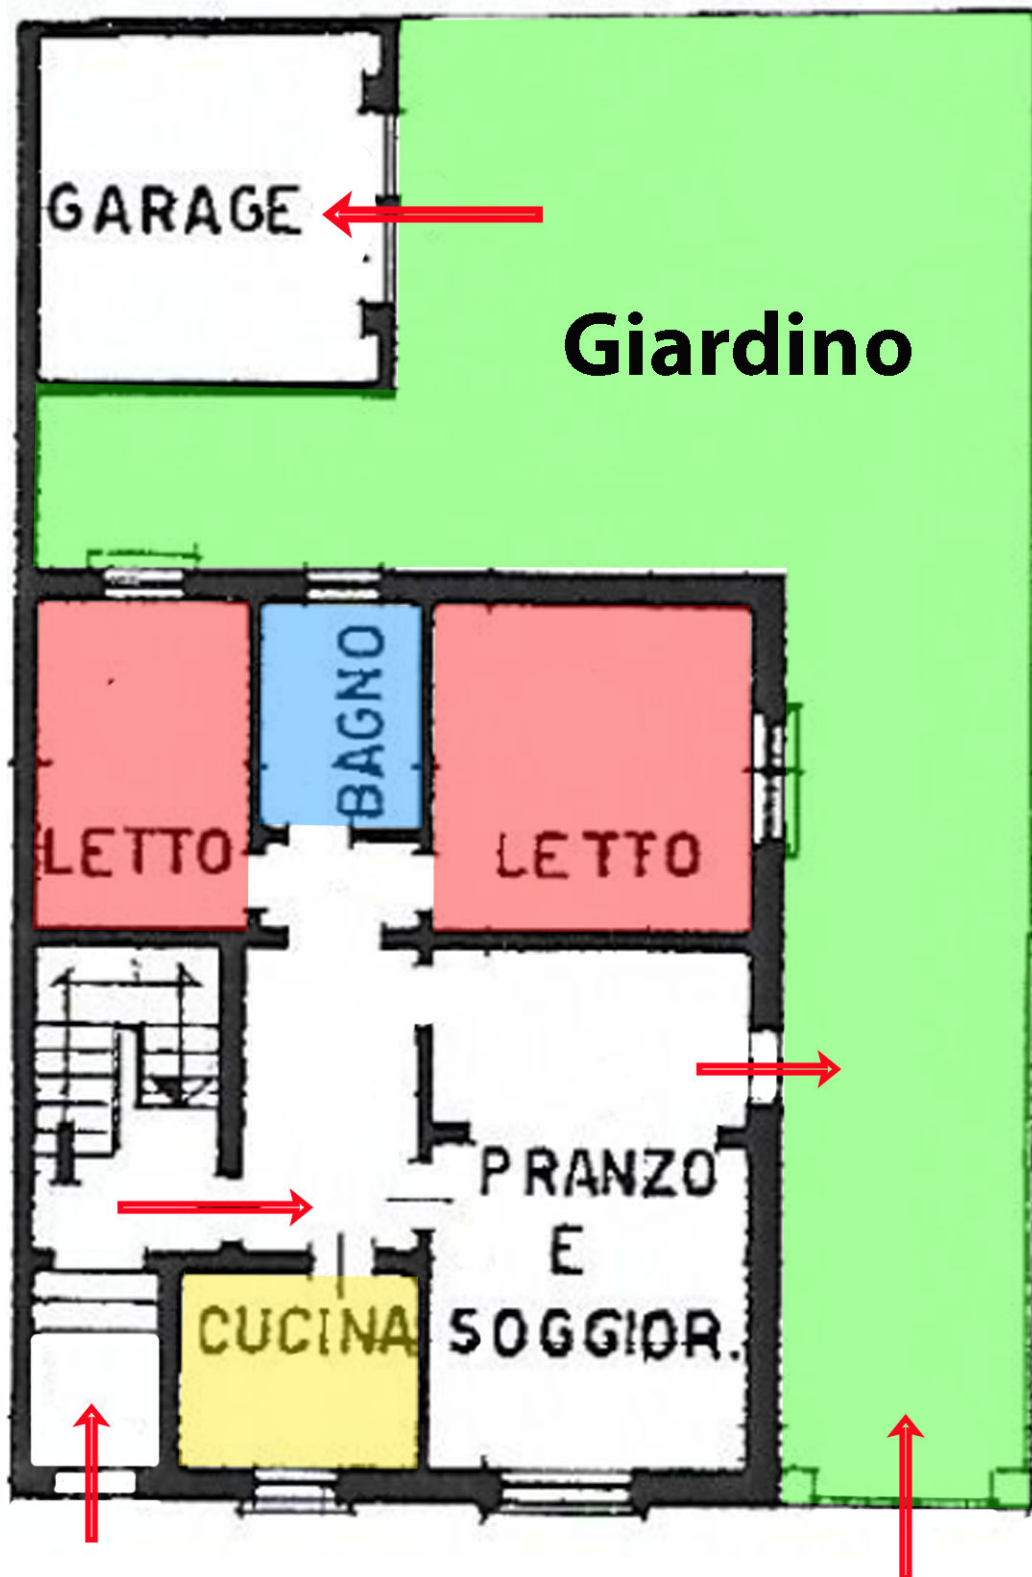 GARAGE
Giardino
BAGNO
LETTO
LETTO
PRANZO
E
SOGGIOR.
CUCINA